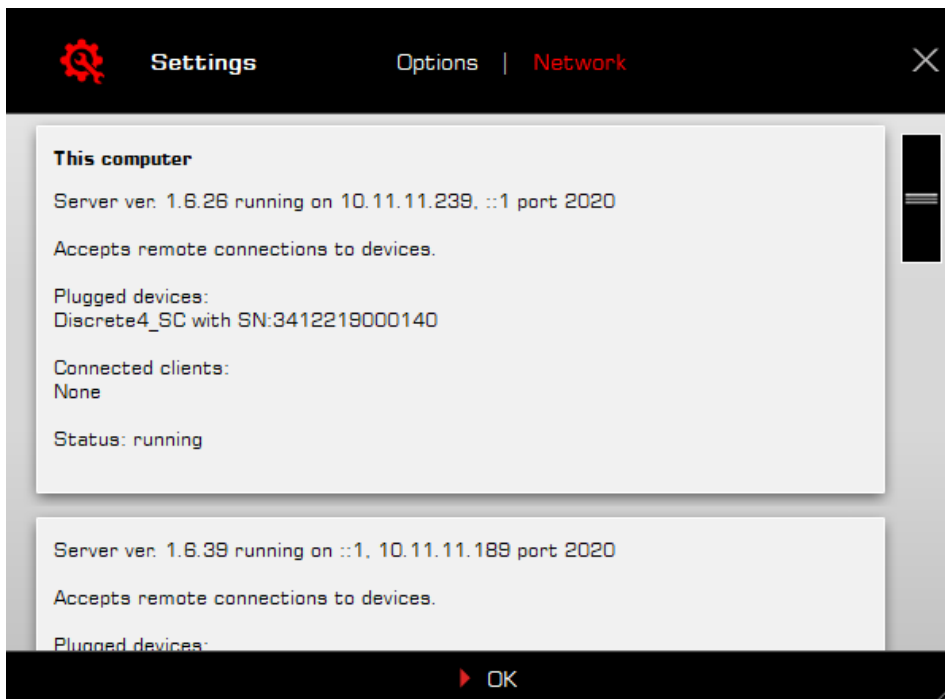 Settings
Options | Network
This computer
Server ver. 1.6.26 running on 10.11.11.239, ::1 port 2020
Accepts remote connections to devices.
Plugged devices:
Discrete4_SC with SN:3412219000140
Connected clients:
None
Status: running
Server ver. 1.6.39 running on ::1, 10.11.11.189 port 2020
Accepts remote connections to devices.
Plugged devices:
OK